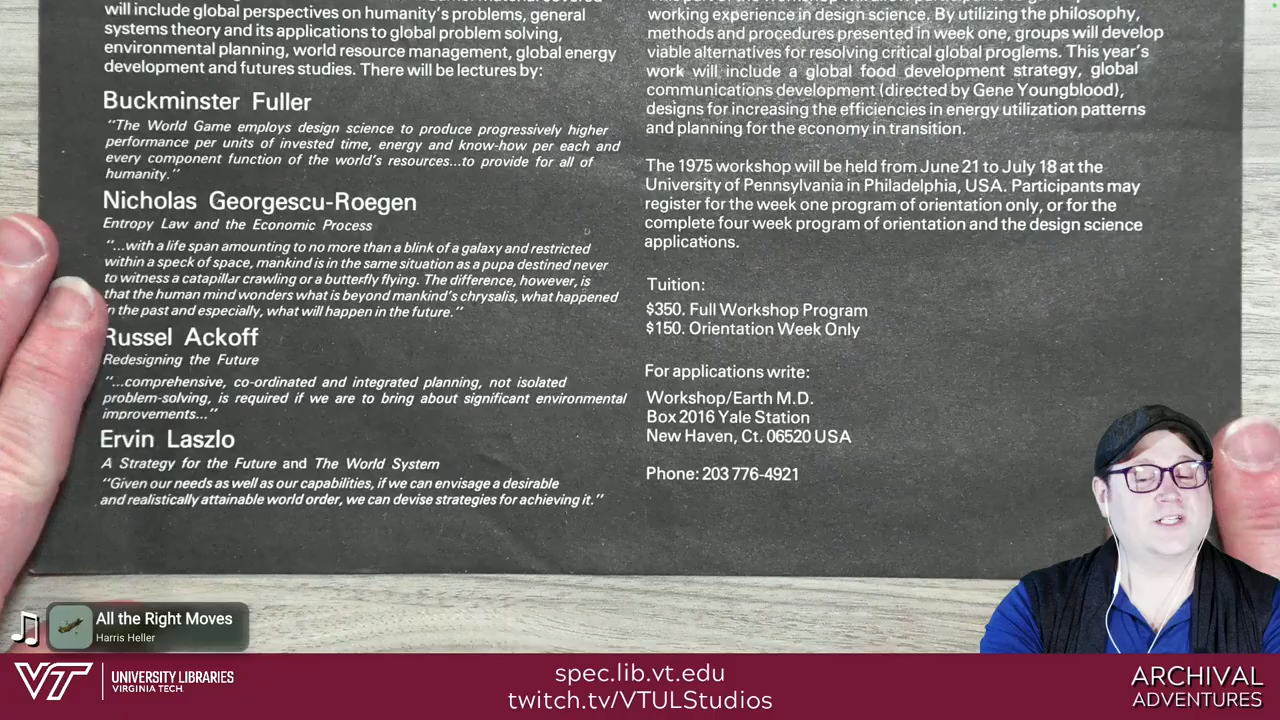 will include global perspectives on humanity's problems, general
systems theory and its applications to global problem solving,
environmental planning, world resource management, global energy
development and futures studies. There will be lectures by:
Buckminster Fuller
"The World Game employs design science to produce progressively higher
performance per units of invested time, energy and know-how per each and
every component function of the world's resources...to provide for all of
humanity."
Nicholas Georgescu-Roegen
Entropy Law and the Economic Process
"...with a life span amounting to no more than a blink of a galaxy and restricted
within a speck of space, mankind is in the same situation as a pupa destined never
to witness a catapillar crawling or a butterfly flying. The difference, however, is
that the human mind wonders what is beyond mankind's chrysalis, what happened
in the past and especially, what will happen in the future."
Russel Ackoff
Redesigning the Future
"...comprehensive, co-ordinated and integrated planning, not isolated
problem-solving, is required if we are to bring about significant environmental
improvements..."
Ervin Laszlo
A Strategy for the Future and The World System
"Given our needs as well as our capabilities, if we can envisage a desirable
and realistically attainable world order, we can devise strategies for achieving it."
working experience in design science. By utilizing the philosophy,
methods and procedures presented in week one, groups will develop
viable alternatives for resolving critical global proglems. This year's
work will include a global food development strategy, global
communications development (directed by Gene Youngblood),
designs for increasing the efficiencies in energy utilization patterns
and planning for the economy in transition.
The 1975 workshop will be held from June 21 to July 18 at the
University of Pennsylvania in Philadelphia, USA. Participants may
register for the week one program of orientation only, or for the
complete four week program of orientation and the design science
applications.
Tuition:
$350. Full Workshop Program
$150. Orientation Week Only
For applications write:
Workshop/Earth M.D.
Box 2016 Yale Station
New Haven, Ct. 06520 USA
Phone: 203 776-4921
All the Right Moves
Harris Heller
VT
UNIVERSITY LIBRARIES
VIRGINIA TECH.
spec.lib.vt.edu
twitch.tv/VTULStudios
ARCHIVAL
ADVENTURES